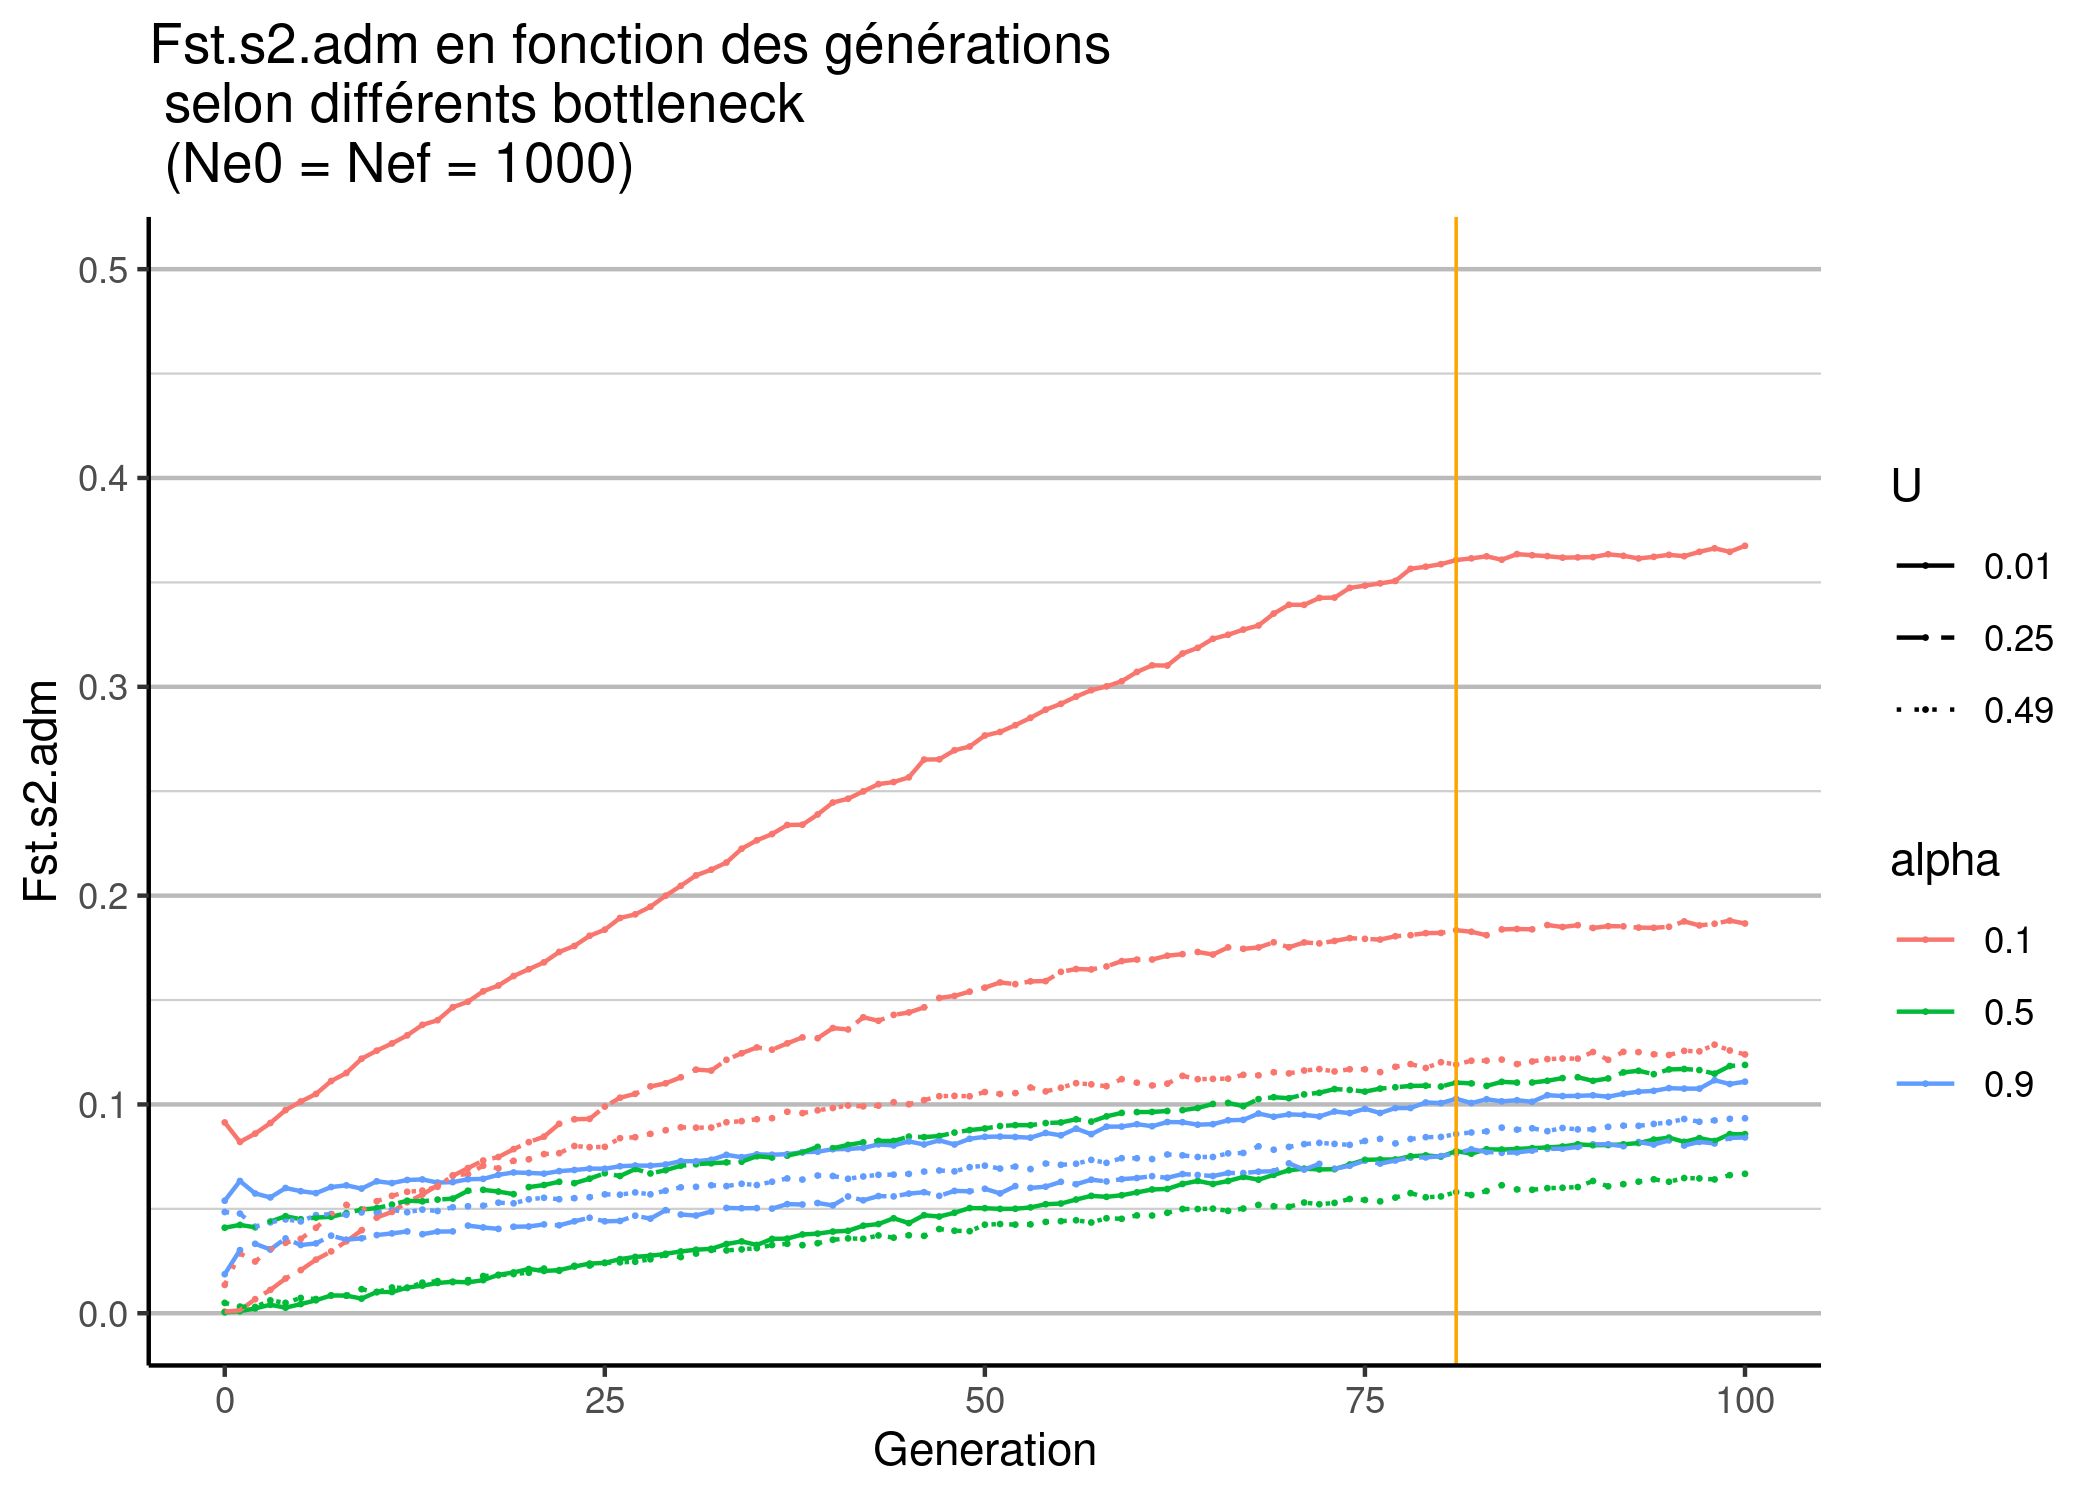 Fst.s2.adm en fonction des générations
selon différents bottleneck
(Ne0 = Nef = 1000)
Fst.s2.adm
0.5
0.4
0.3
0.2
0.1
0.0
0
25
50
75
100
Generation
U
0.01
0.25
0.49
alpha
0.1
0.5
0.9